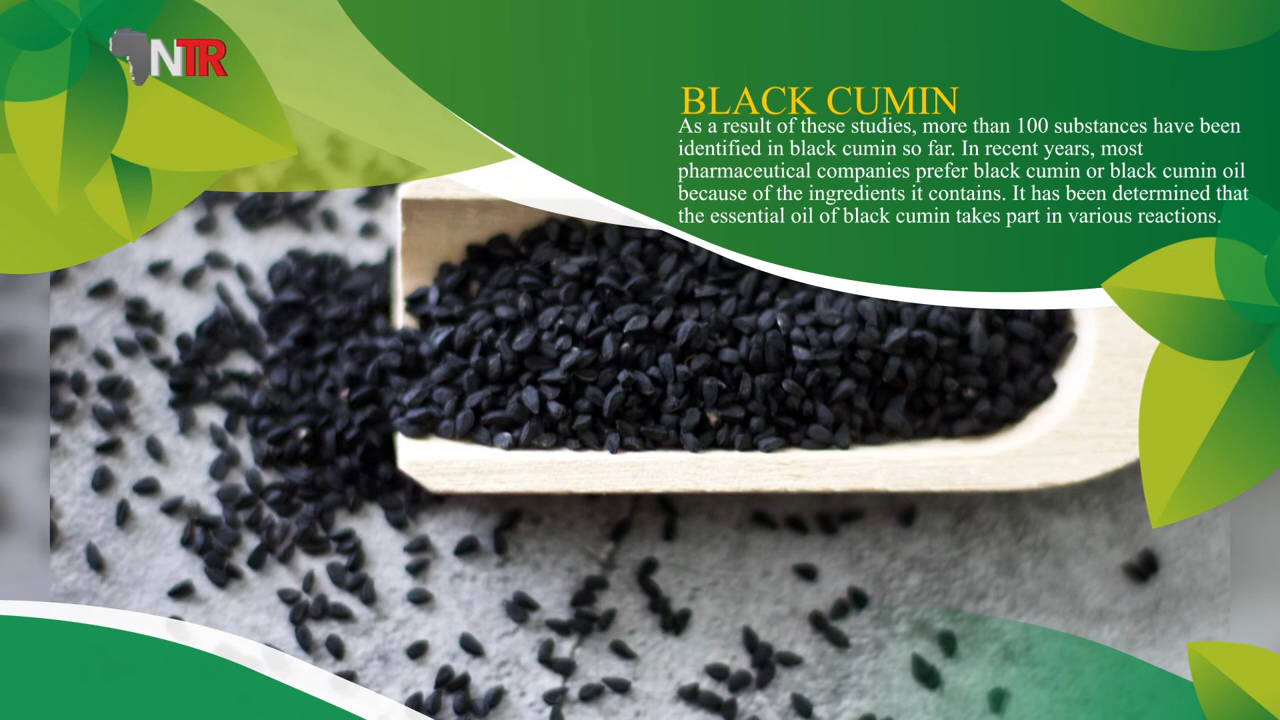 NTR
BLACK CUMIN
As a result of these studies, more than 100 substances have been
identified in black cumin so far. In recent years, most
pharmaceutical companies prefer black cumin or black cumin oil
because of the ingredients it contains. It has been determined that
the essential oil of black cumin takes part in various reactions.